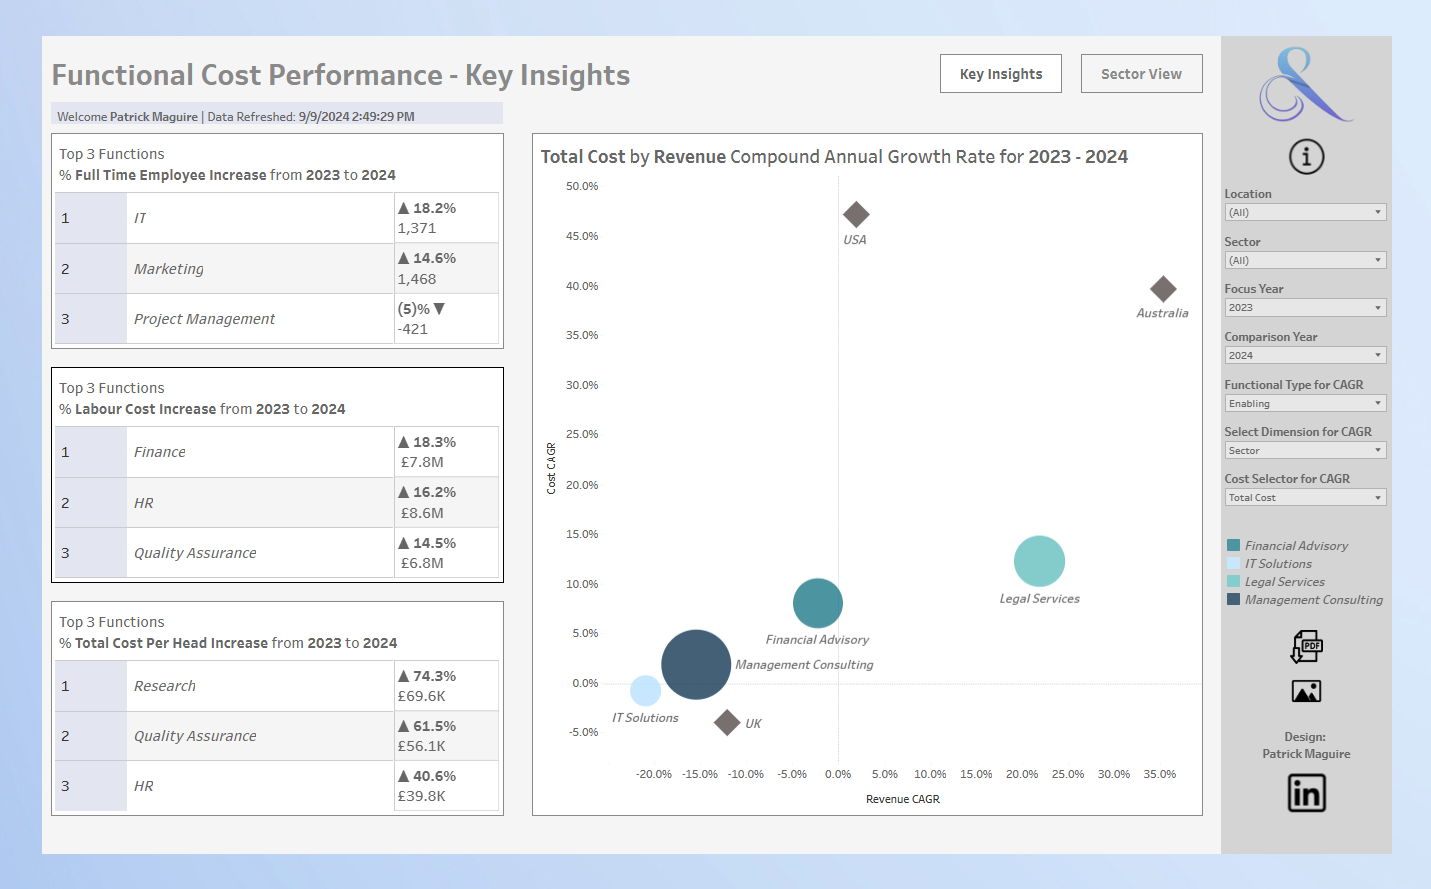 Functional Cost Performance - Key Insights
Key Insights
Sector View
Welcome Patrick Maguire | Data Refreshed: 9/9/2024 2:49:29 PM
Top 3 Functions
% Full Time Employee Increase from 2023 to 2024
1 IT ▲ 18.2%
1,371
2 Marketing ▲ 14.6%
1,468
3 Project Management (5)% ▼
-421
Top 3 Functions
% Labour Cost Increase from 2023 to 2024
1 Finance ▲ 18.3%
£7.8M
2 HR ▲ 16.2%
£8.6M
3 Quality Assurance ▲ 14.5%
£6.8M
Top 3 Functions
% Total Cost Per Head Increase from 2023 to 2024
1 Research ▲ 74.3%
£69.6K
2 Quality Assurance ▲ 61.5%
£56.1K
3 HR ▲ 40.6%
£39.8K
Total Cost by Revenue Compound Annual Growth Rate for 2023 - 2024
50.0%
45.0%
40.0%
35.0%
30.0%
25.0%
20.0%
15.0%
10.0%
5.0%
0.0%
-5.0%
Cost CAGR
USA
Australia
Legal Services
Financial Advisory
Management Consulting
IT Solutions
UK
-20.0% -15.0% -10.0% -5.0% 0.0% 5.0% 10.0% 15.0% 20.0% 25.0% 30.0% 35.0%
Revenue CAGR
Location
(All)
Sector
(All)
Focus Year
2023
Comparison Year
2024
Functional Type for CAGR
Enabling
Select Dimension for CAGR
Sector
Cost Selector for CAGR
Total Cost
Financial Advisory
IT Solutions
Legal Services
Management Consulting
PDF
Design:
Patrick Maguire
in